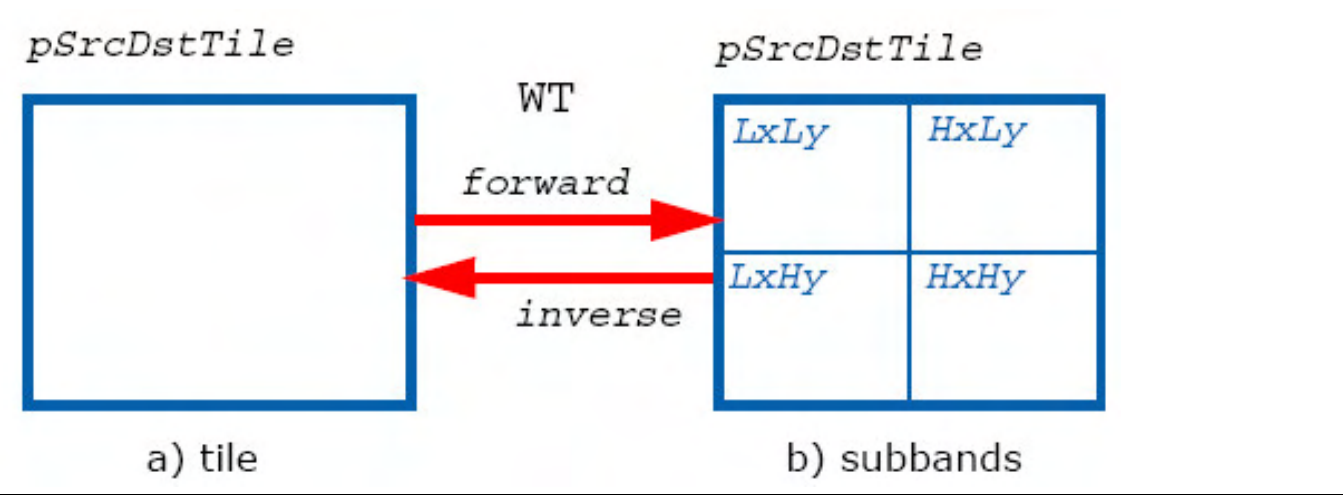 pSrcDstTile
pSrcDstTile
WT
LxLy
HxLy
forward
LxHy
HxHy
inverse
a) tile
b) subbands